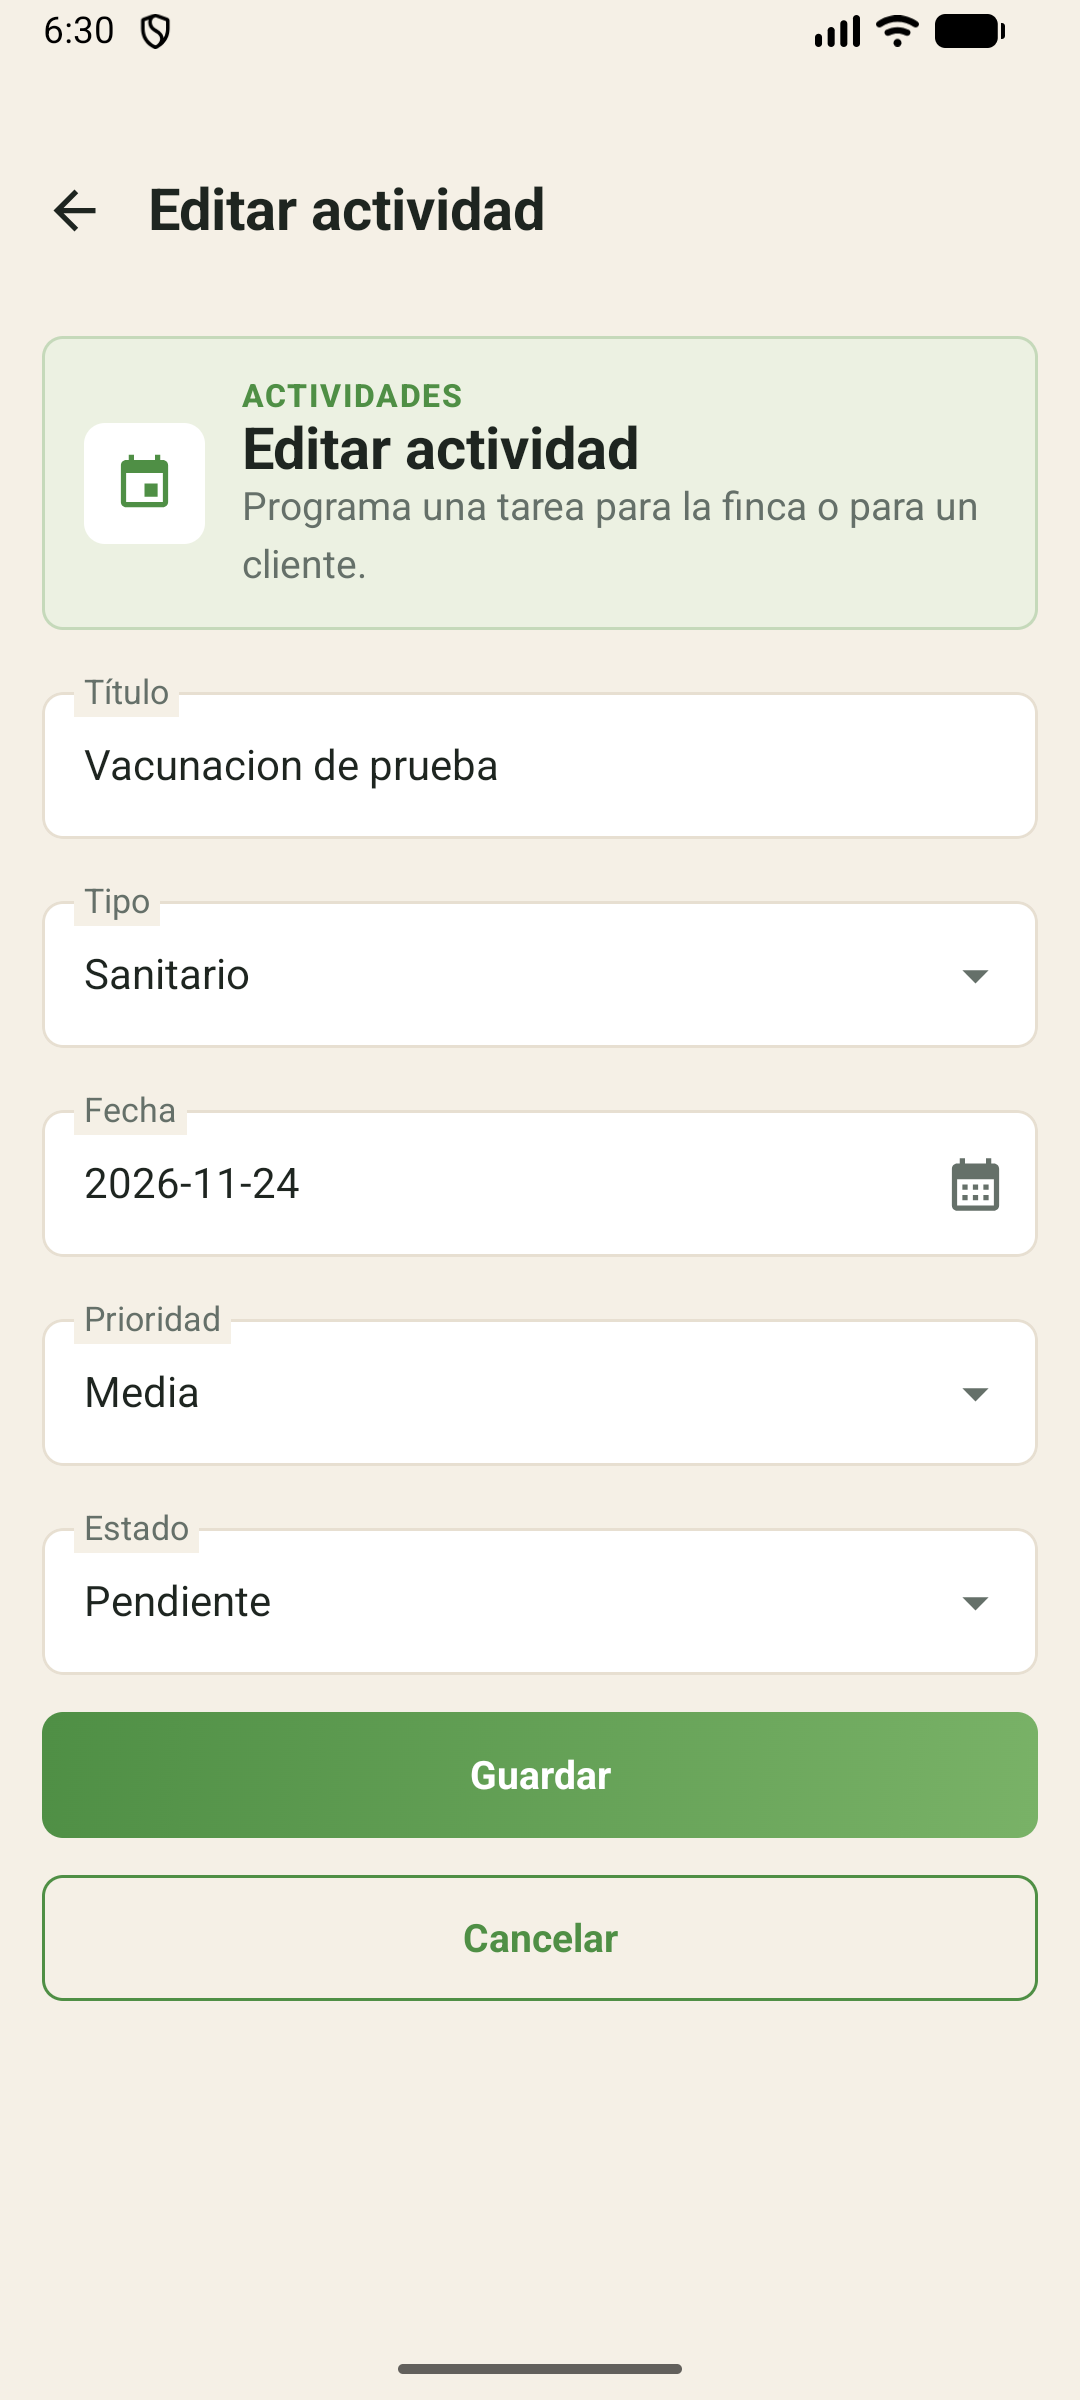 6:30
Editar actividad
ACTIVIDADES
Editar actividad
Programa una tarea para la finca o para un
cliente.
Título
Vacunacion de prueba
Tipo
Sanitario
Fecha
2026-11-24
Prioridad
Media
Estado
Pendiente
Guardar
Cancelar